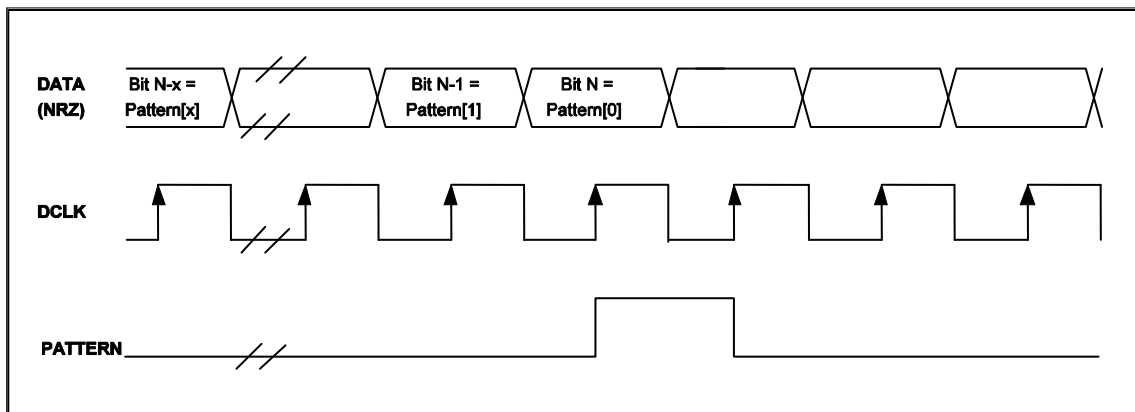 DATA
(NRZ)
Bit N-x =
Pattern[x]
Bit N-1 =
Pattern[1]
Bit N =
Pattern[0]
DCLK
PATTERN